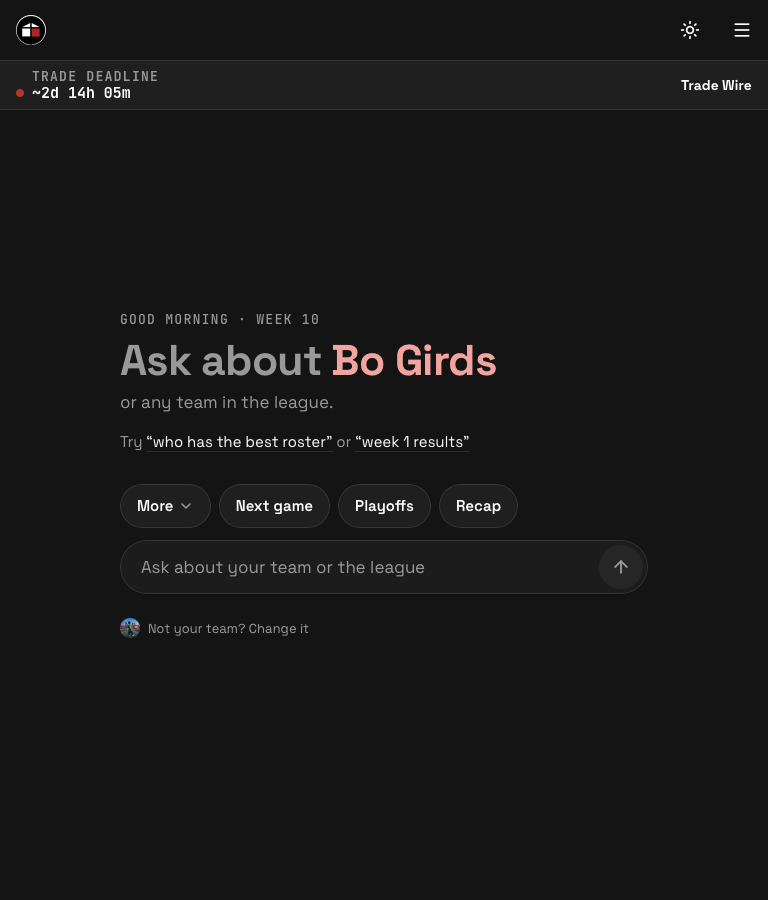 TRADE DEADLINE
~2d 14h 05m
Trade Wire
GOOD MORNING · WEEK 10
Ask about Bo Girds
or any team in the league.
Try “who has the best roster” or “week 1 results”
More
Next game
Playoffs
Recap
Ask about your team or the league
Not your team? Change it